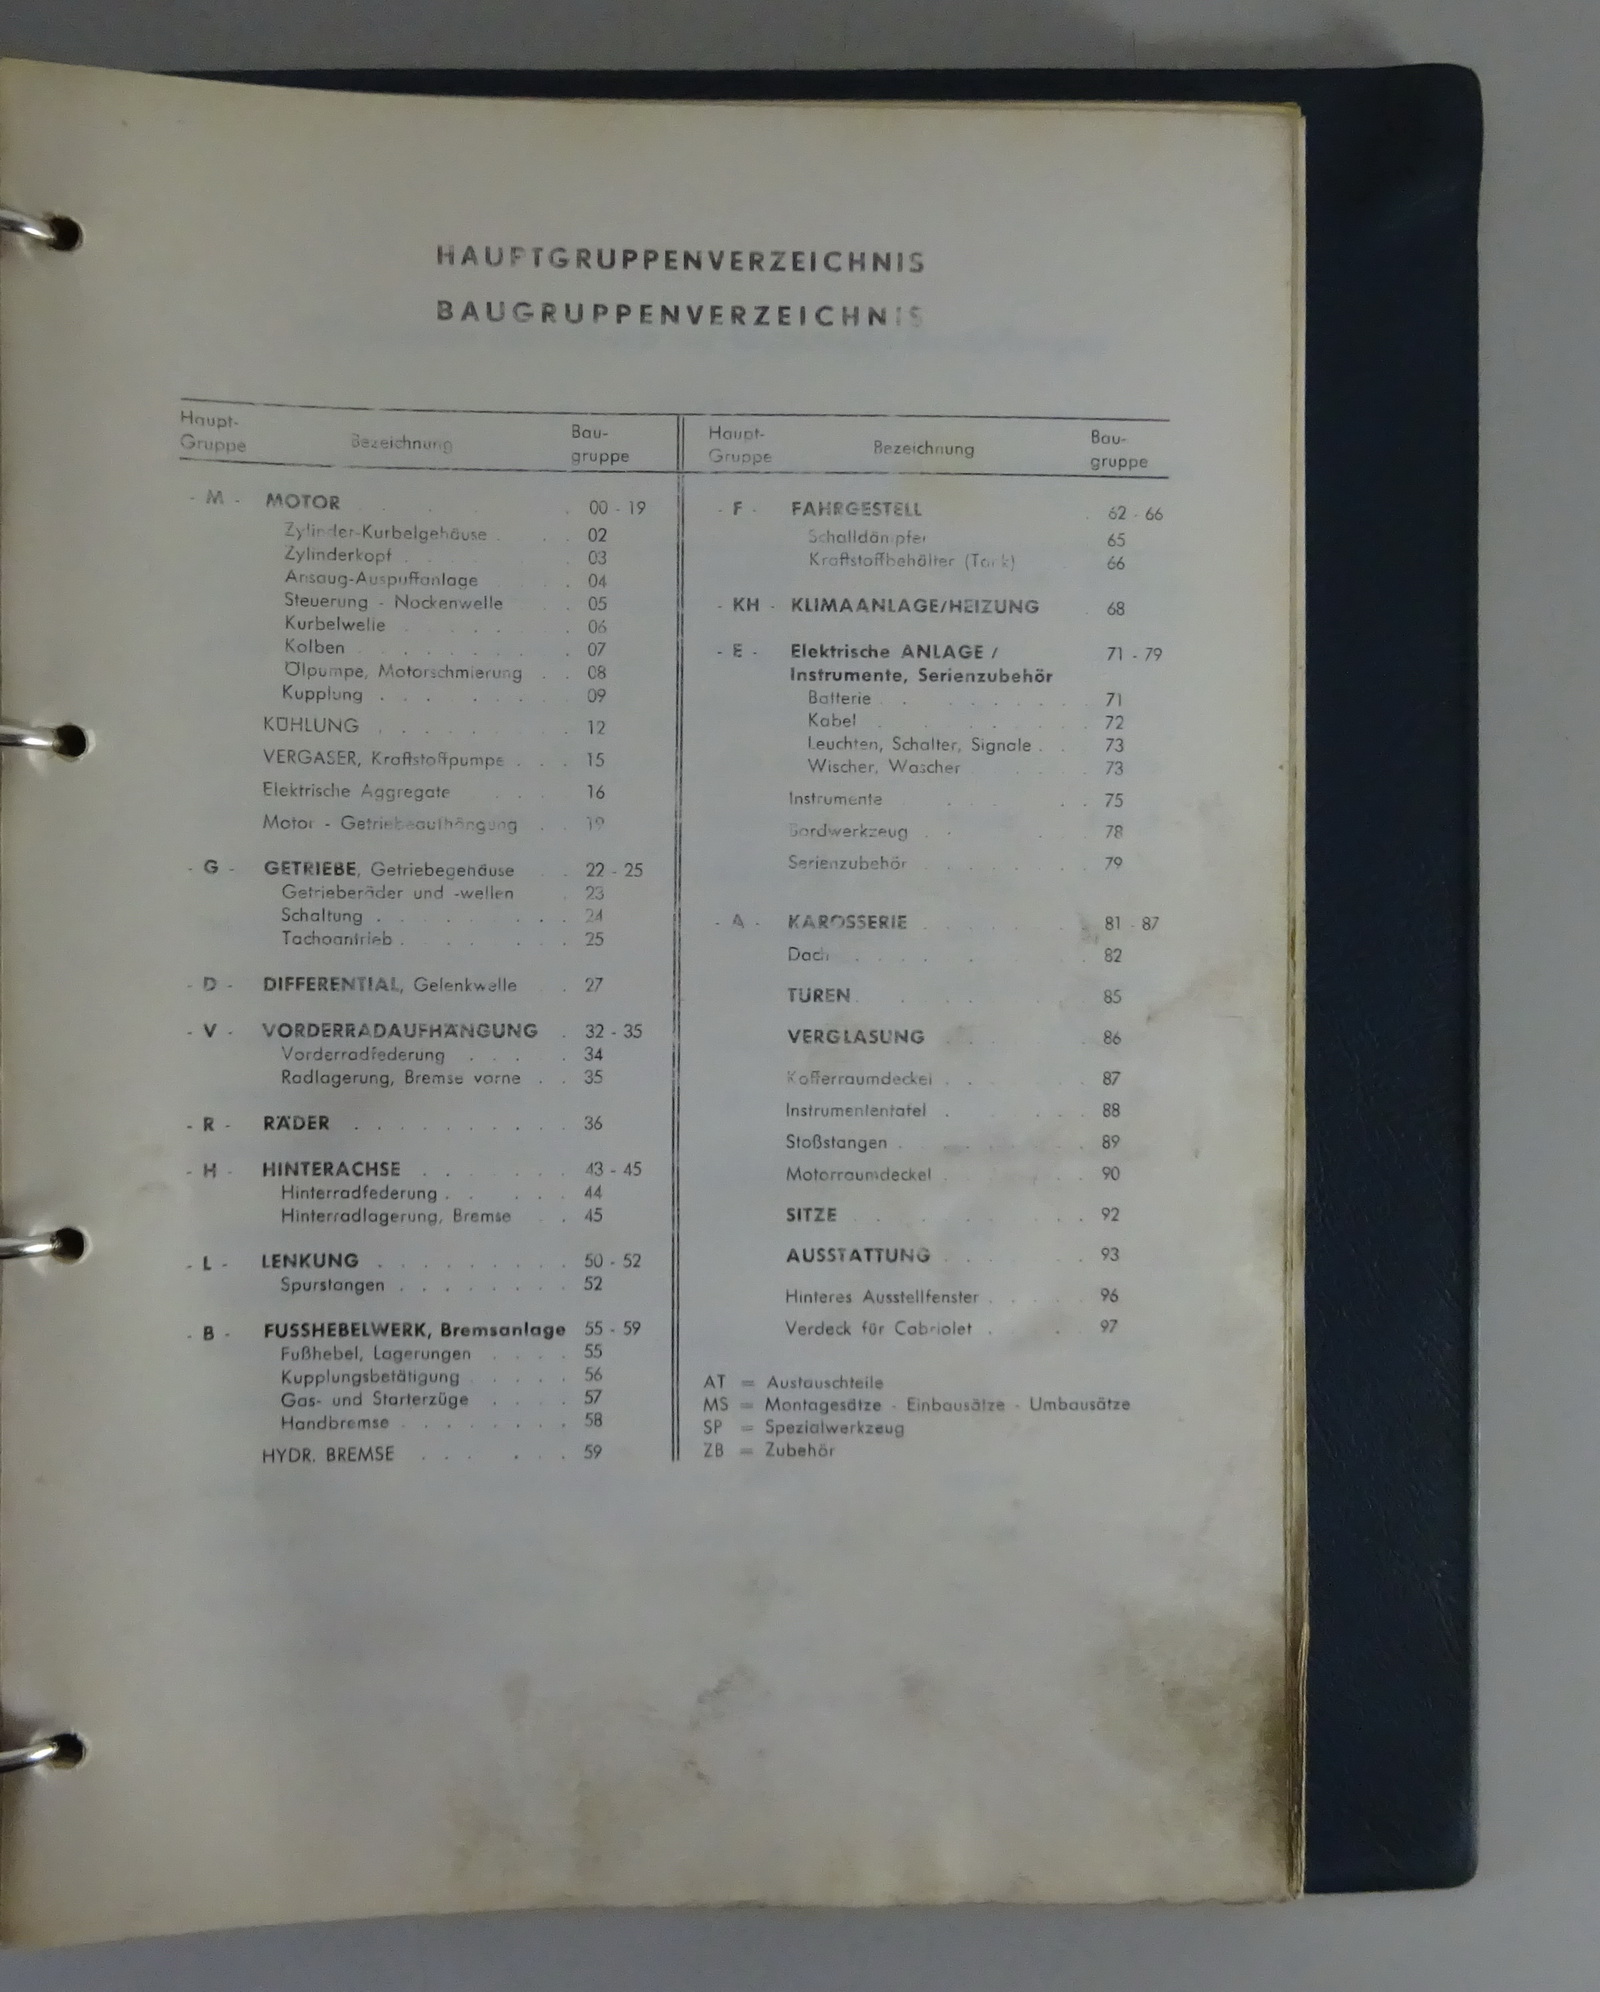 HAUPTGRUPPENVERZEICHNIS
BAUGRUPPENVERZEICHNIS
Haupt-
Gruppe
Bezeichnung
Bau-
gruppe
- M - MOTOR 00 - 19
Zylinder-Kurbelgehäuse 02
Zylinderkopf 03
Ansaug-Auspuffanlage 04
Steuerung - Nockenwelle 05
Kurbelwelle 06
Kolben 07
Ölpumpe, Motorschmierung 08
Kupplung 09
KÜHLUNG 12
VERGASER, Kraftstoffpumpe 15
Elektrische Aggregate 16
Motor - Getriebeaufhängung 19
- G - GETRIEBE, Getriebegehäuse 22 - 25
Getrieberäder und -wellen 23
Schaltung 24
Tachoantrieb 25
- D - DIFFERENTIAL, Gelenkwelle 27
- V - VORDERRADAUFHÄNGUNG 32 - 35
Vorderradfederung 34
Radlagerung, Bremse vorne 35
- R - RÄDER 36
- H - HINTERACHSE 43 - 45
Hinterradfederung 44
Hinterradlagerung, Bremse 45
- L - LENKUNG 50 - 52
Spurstangen 52
- B - FUSSHEBELWERK, Bremsanlage 55 - 59
Fußhebel, Lagerungen 55
Kupplungsbetätigung 56
Gas- und Starterzüge 57
Handbremse 58
HYDR. BREMSE 59
Haupt-
Gruppe
Bezeichnung
Bau-
gruppe
- F - FAHRGESTELL 62 - 66
Schalldämpfer 65
Kraftstoffbehälter (Tank) 66
- KH - KLIMAANLAGE/HEIZUNG 68
- E - Elektrische ANLAGE / 71 - 79
Instrumente, Serienzubehör
Batterie 71
Kabel 72
Leuchten, Schalter, Signale 73
Wischer, Wascher 73
Instrumente 75
Bordwerkzeug 78
Serienzubehör 79
- A - KAROSSERIE 81 - 87
Dach 82
TÜREN 85
VERGLASUNG 86
Kofferraumdeckel 87
Instrumententafel 88
Stoßstangen 89
Motorraumdeckel 90
SITZE 92
AUSSTATTUNG 93
Hinteres Ausstellfenster 96
Verdeck für Cabriolet 97
AT = Austauschteile
MS = Montagesätze - Einbausätze - Umbausätze
SP = Spezialwerkzeug
ZB = Zubehör